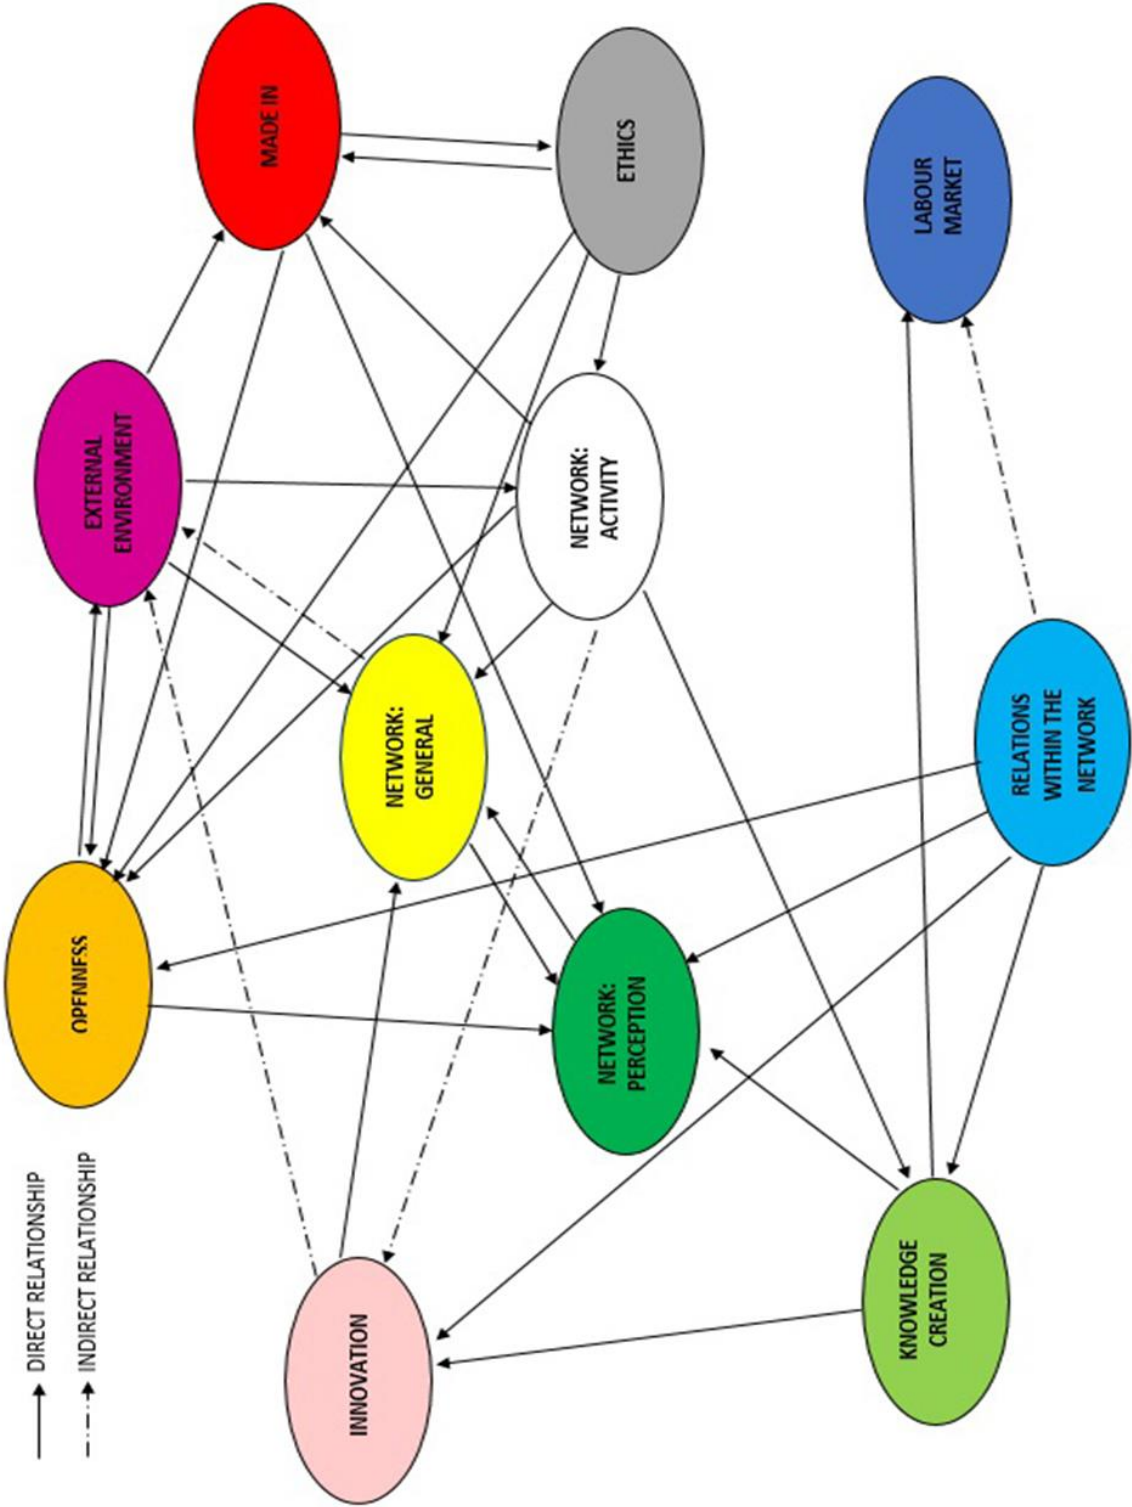 DIRECT RELATIONSHIP
INDIRECT RELATIONSHIP
OPENNESS
EXTERNAL
ENVIRONMENT
MADE IN
INNOVATION
NETWORK:
GENERAL
NETWORK:
PERCEPTION
NETWORK:
ACTIVITY
ETHICS
KNOWLEDGE
CREATION
LABOUR
MARKET
RELATIONS
WITHIN THE
NETWORK